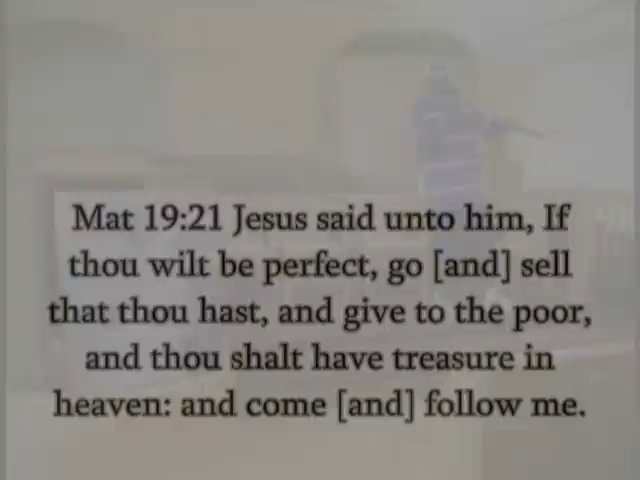 Mat 19:21 Jesus said unto him, If
thou wilt be perfect, go [and] sell
that thou hast, and give to the poor,
and thou shalt have treasure in
heaven: and come [and] follow me.